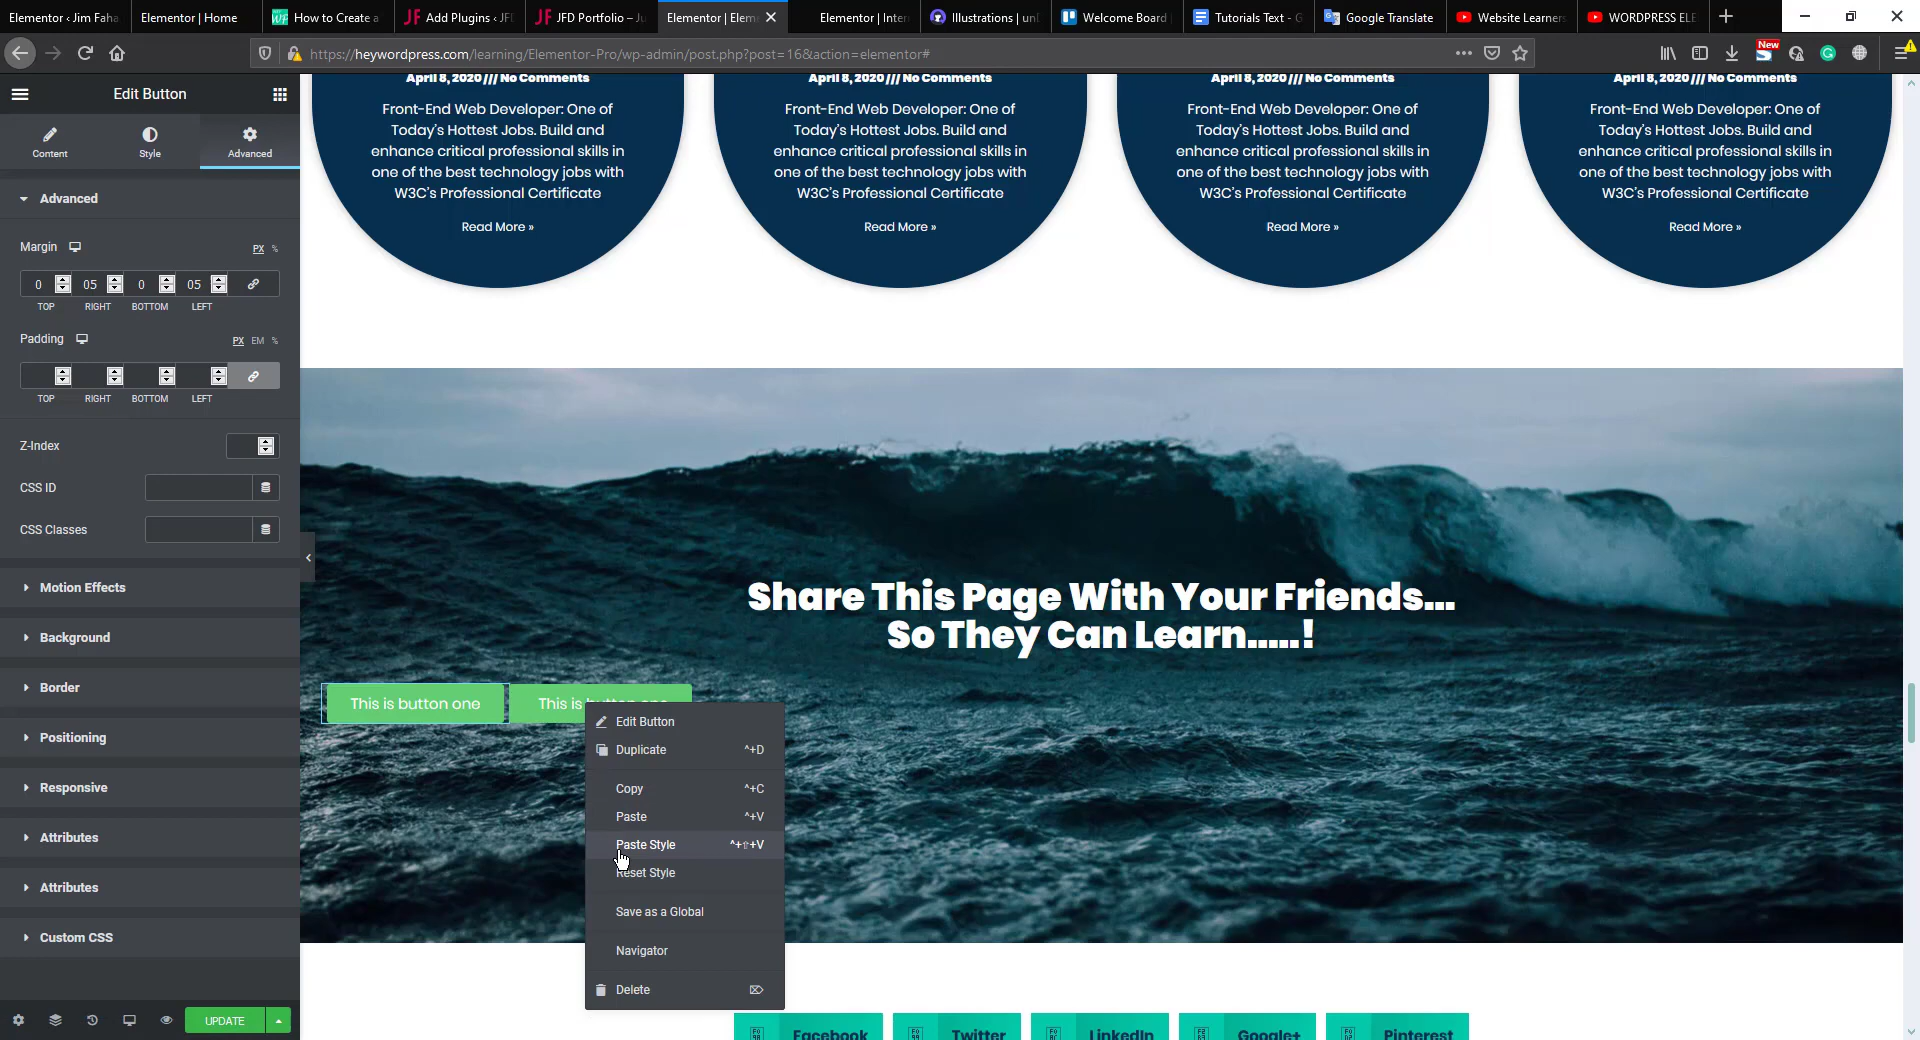 Elementor ‹ Jim Faha
Elementor | Home
How to Create a
Add Plugins ‹ JFD
JFD Portfolio – Ju
Elementor | Elem
Elementor | Inter
Illustrations | un
Welcome Board
Tutorials Text - G
Google Translate
Website Learners
WORDPRESS ELE
https://heywordpress.com/learning/Elementor-Pro/wp-admin/post.php?post=16&action=elementor#
New
Edit Button
Content
Style
Advanced
Advanced
Margin
PX %
0 05 0 05
TOP RIGHT BOTTOM LEFT
Padding
PX EM %
TOP RIGHT BOTTOM LEFT
Z-Index
CSS ID
CSS Classes
Motion Effects
Background
Border
Positioning
Responsive
Attributes
Attributes
Custom CSS
UPDATE
April 8, 2020 /// No Comments
Front-End Web Developer: One of
Today's Hottest Jobs. Build and
enhance critical professional skills in
one of the best technology jobs with
W3C's Professional Certificate
Read More »
April 8, 2020 /// No Comments
Front-End Web Developer: One of
Today's Hottest Jobs. Build and
enhance critical professional skills in
one of the best technology jobs with
W3C's Professional Certificate
Read More »
April 8, 2020 /// No Comments
Front-End Web Developer: One of
Today's Hottest Jobs. Build and
enhance critical professional skills in
one of the best technology jobs with
W3C's Professional Certificate
Read More »
April 8, 2020 /// No Comments
Front-End Web Developer: One of
Today's Hottest Jobs. Build and
enhance critical professional skills in
one of the best technology jobs with
W3C's Professional Certificate
Read More »
Share This Page With Your Friends...
So They Can Learn.....!
This is button one
This is button one
Edit Button
Duplicate ^+D
Copy ^+C
Paste ^+V
Paste Style ^+⇧+V
Reset Style
Save as a Global
Navigator
Delete ⌦
Facebook
Twitter
LinkedIn
Google+
Pinterest